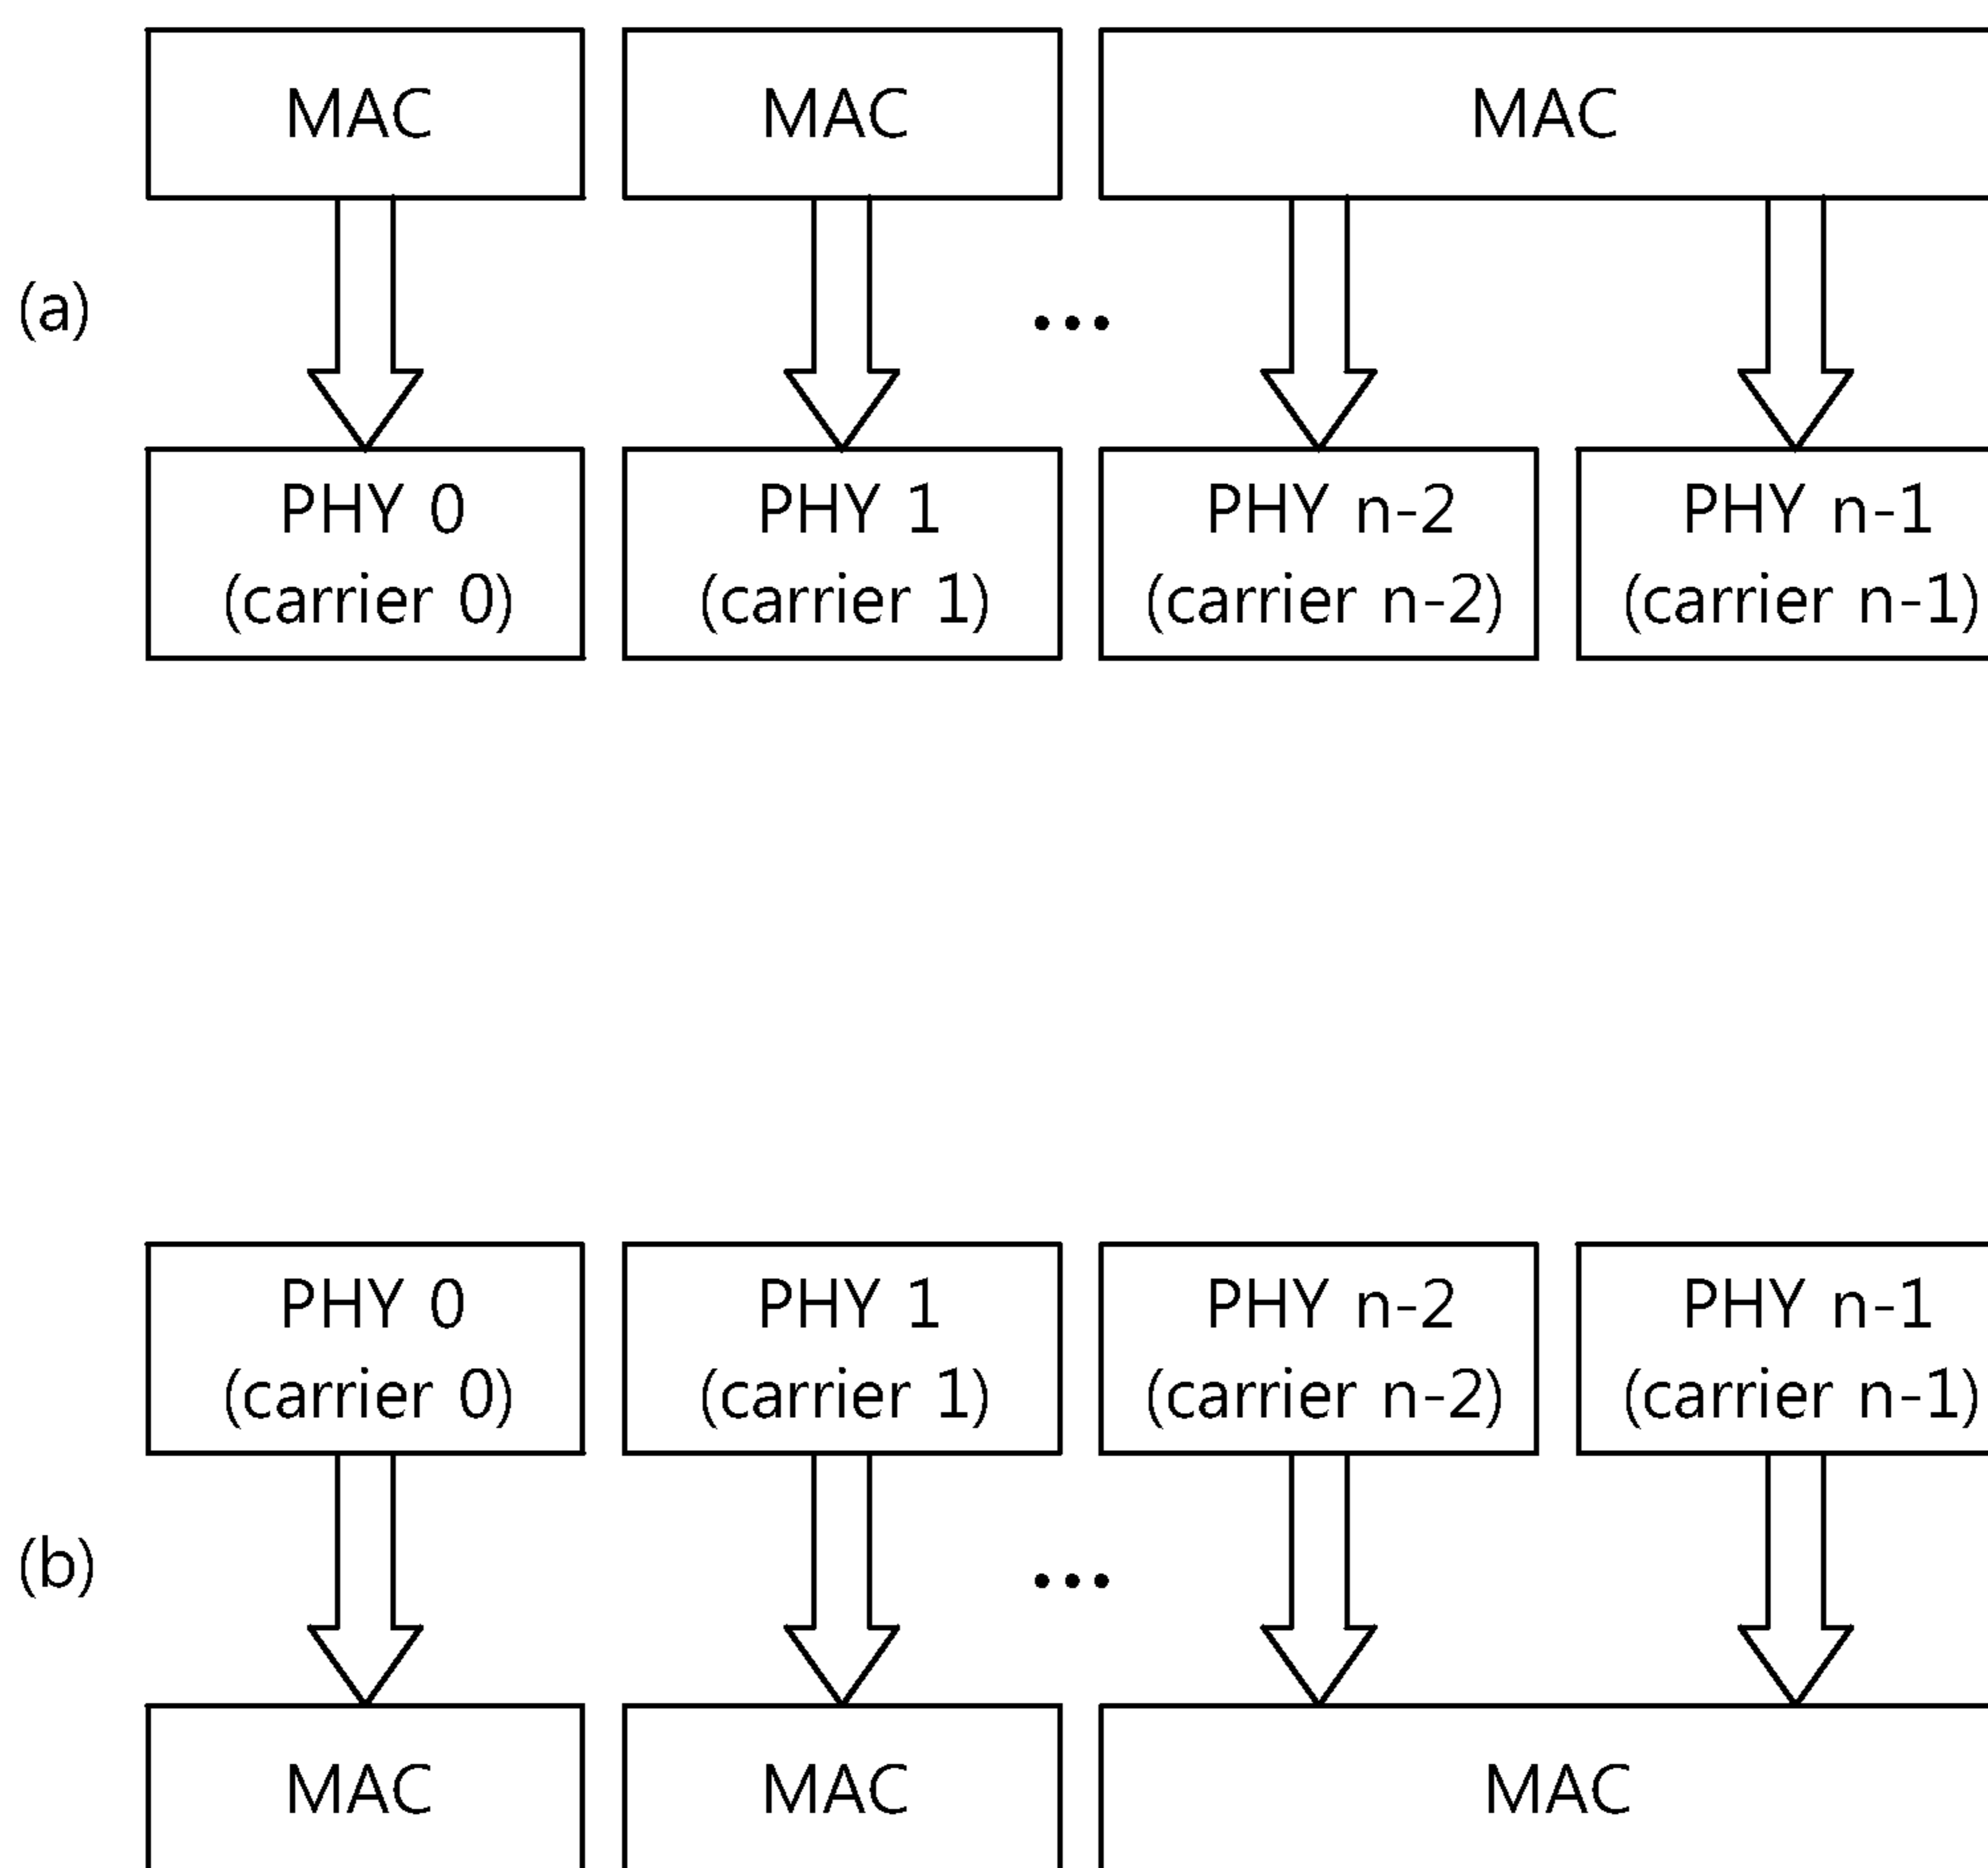 MAC MAC MAC
(a)
...
PHY 0 PHY 1 PHY n-2 PHY n-1
(carrier 0) (carrier 1) (carrier n-2) (carrier n-1)
PHY 0 PHY 1 PHY n-2 PHY n-1
(carrier 0) (carrier 1) (carrier n-2) (carrier n-1)
(b)
...
MAC MAC MAC